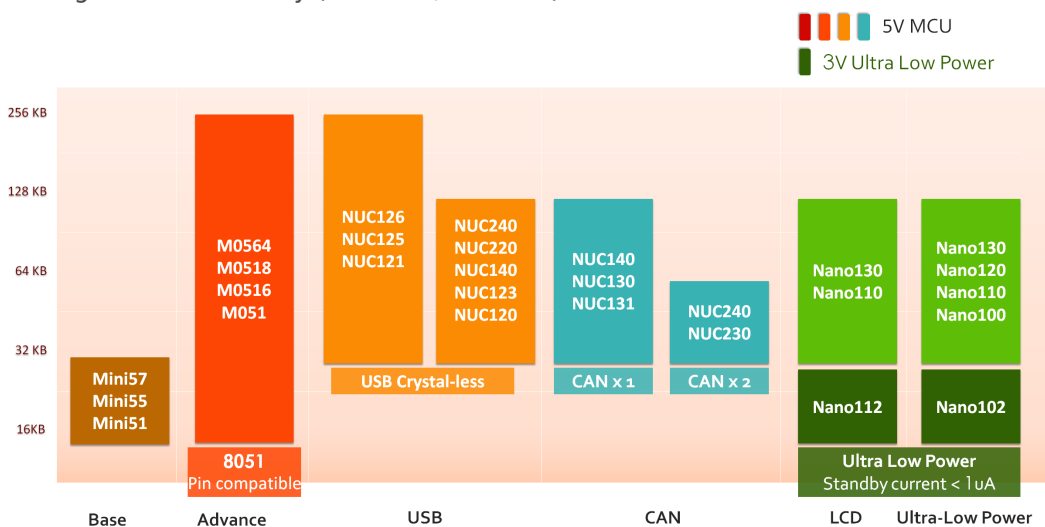 5V MCU
3V Ultra Low Power
256 KB
128 KB
64 KB
32 KB
16KB
Mini57
Mini55
Mini51
M0564
M0518
M0516
M051
8051
Pin compatible
NUC126
NUC125
NUC121
NUC240
NUC220
NUC140
NUC123
NUC120
USB Crystal-less
NUC140
NUC130
NUC131
CAN x 1
NUC240
NUC230
CAN x 2
Nano130
Nano110
Nano112
Nano130
Nano120
Nano110
Nano100
Nano102
Ultra Low Power
Standby current < 1uA
Base
Advance
USB
CAN
LCD
Ultra-Low Power